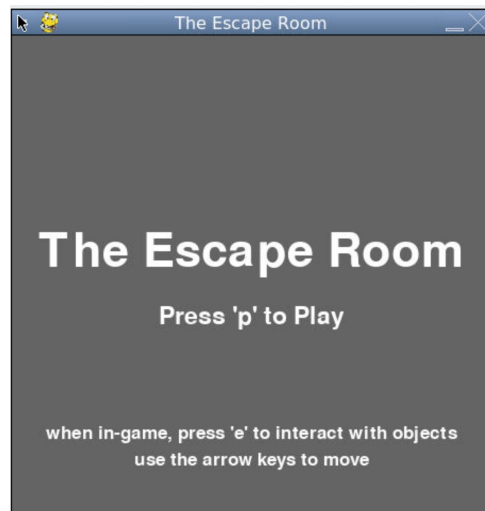 The Escape Room
The Escape Room
Press 'p' to Play
when in-game, press 'e' to interact with objects
use the arrow keys to move